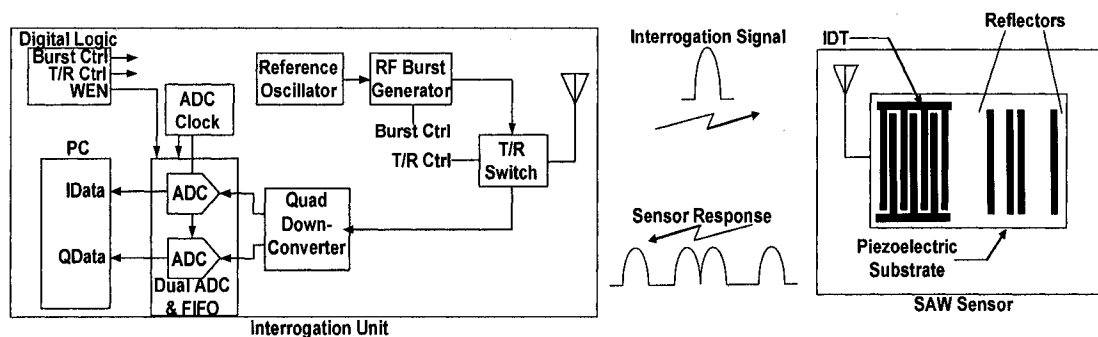 Digital Logic
Burst Ctrl
T/R Ctrl
WEN
ADC
Clock
PC
IData
QData
ADC
ADC
Dual ADC
& FIFO
Quad
Down-
Converter
Reference
Oscillator
RF Burst
Generator
Burst Ctrl
T/R Ctrl
T/R
Switch
Interrogation Unit
Interrogation Signal
Sensor Response
IDT
Reflectors
Piezoelectric
Substrate
SAW Sensor